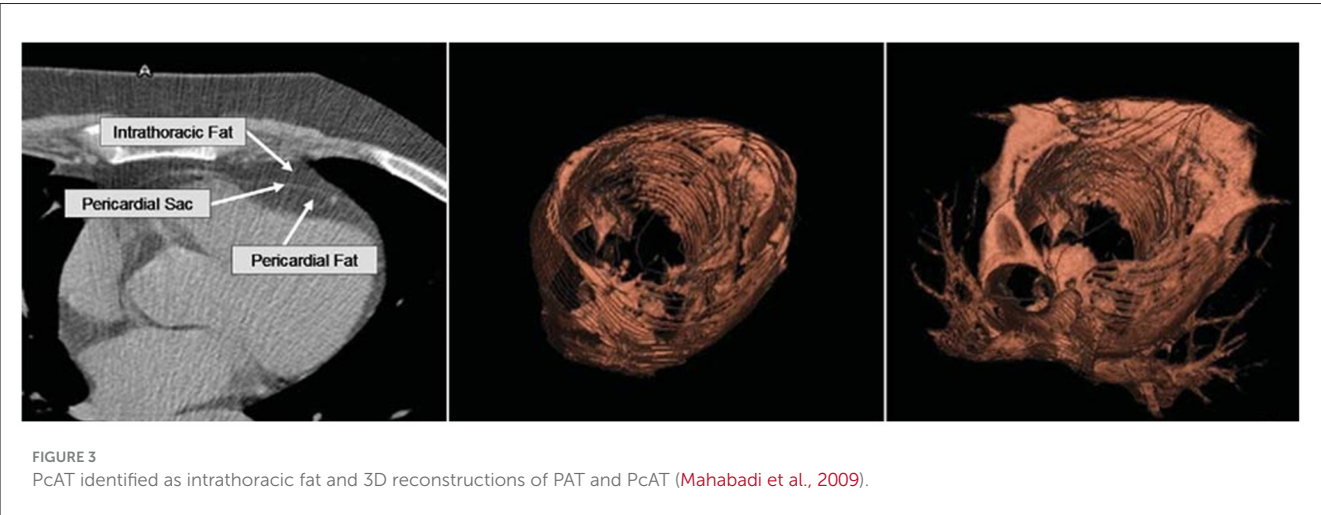 A
Intrathoracic Fat
Pericardial Sac
Pericardial Fat
FIGURE 3
PcAT identified as intrathoracic fat and 3D reconstructions of PAT and PcAT (Mahabadi et al., 2009).